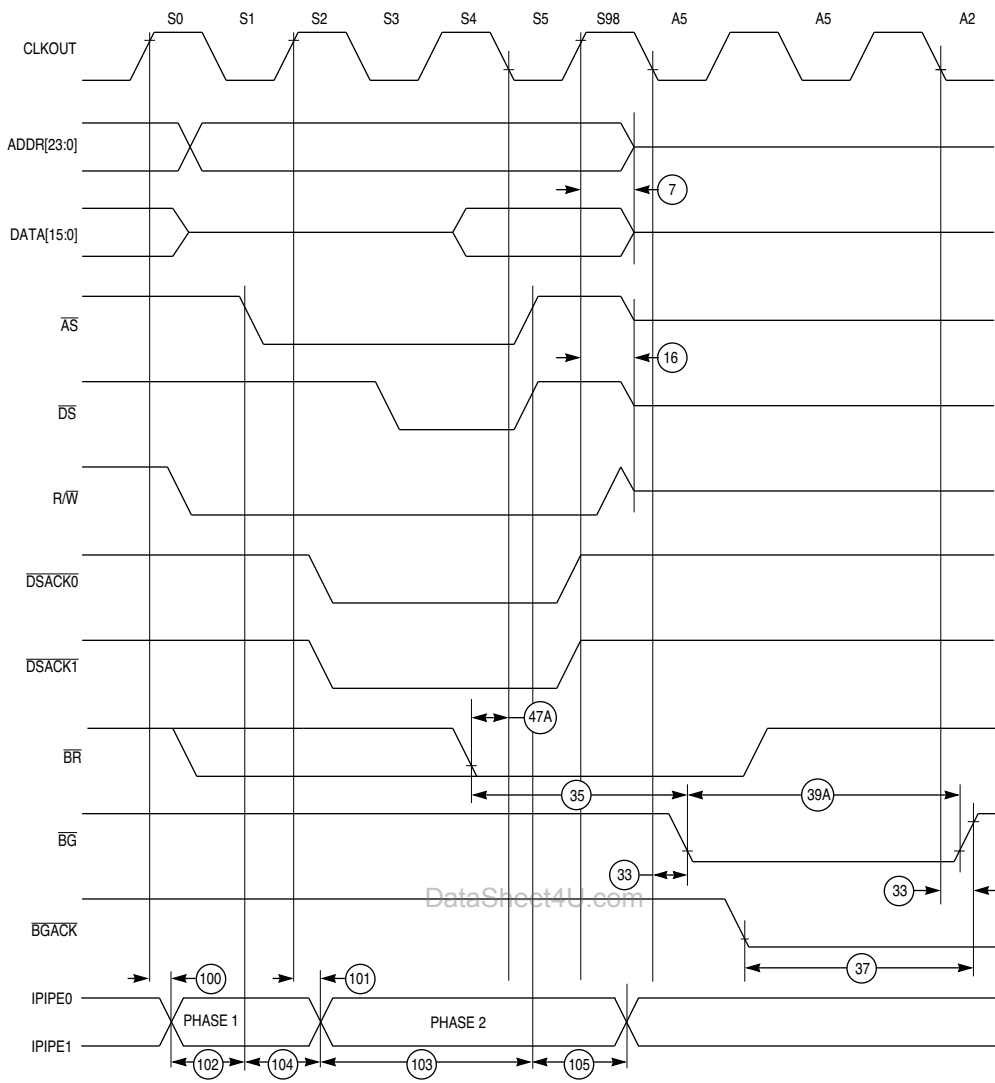 S0 S1 S2 S3 S4 S5 S98 A5 A5 A2
CLKOUT
ADDR[23:0]
7
DATA[15:0]
AS
16
DS
R/W
DSACK0
DSACK1
47A
BR
35 39A
BG
33 33
DataSheet4U.com
BGACK
37
100 101
IPIPE0
PHASE 1 PHASE 2
IPIPE1
102 104 103 105